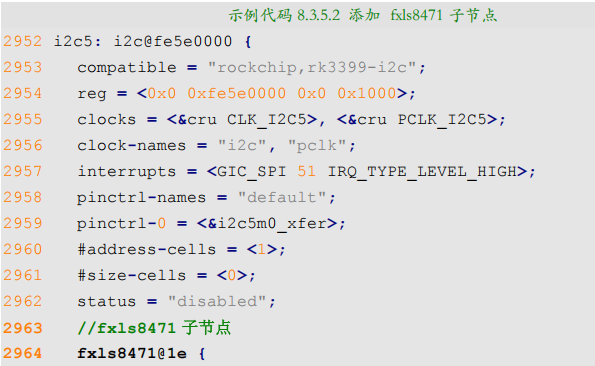 示例代码 8.3.5.2 添加 fxls8471 子节点
2952 i2c5: i2c@fe5e0000 {
2953 compatible = "rockchip,rk3399-i2c";
2954 reg = <0x0 0xfe5e0000 0x0 0x1000>;
2955 clocks = <&cru CLK_I2C5>, <&cru PCLK_I2C5>;
2956 clock-names = "i2c", "pclk";
2957 interrupts = <GIC_SPI 51 IRQ_TYPE_LEVEL_HIGH>;
2958 pinctrl-names = "default";
2959 pinctrl-0 = <&i2c5m0_xfer>;
2960 #address-cells = <1>;
2961 #size-cells = <0>;
2962 status = "disabled";
2963 //fxls8471 子节点
2964 fxls8471@1e {